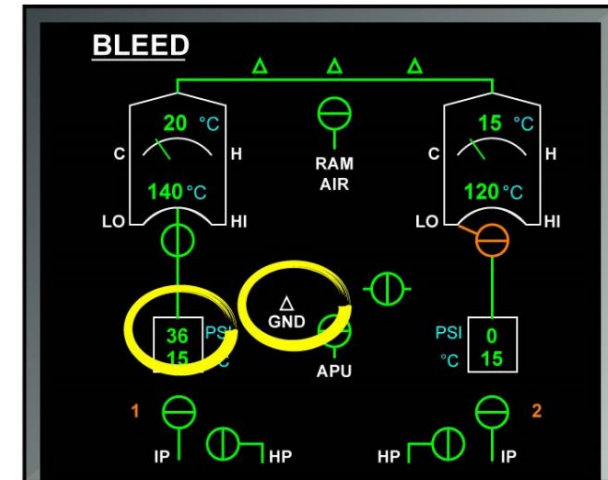 BLEED
20 °C
15 °C
C H
C H
RAM
AIR
140 °C
120 °C
LO HI
LO HI
GND
36 PSI
15 °C
PSI 0
°C 15
APU
1
2
IP HP
HP IP